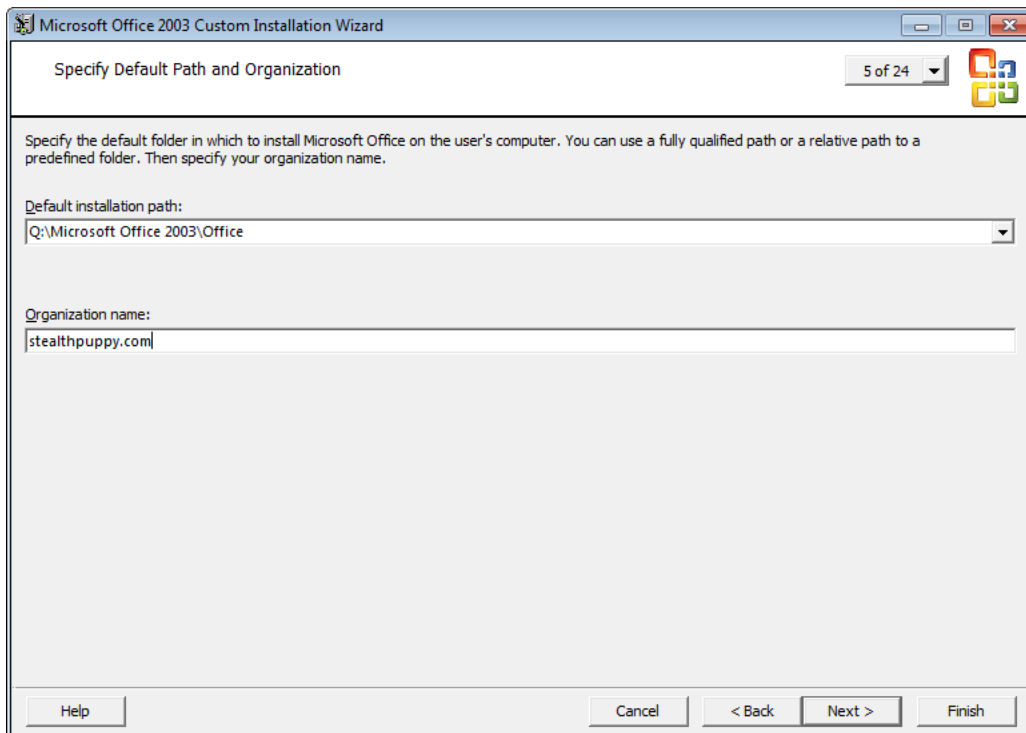 Microsoft Office 2003 Custom Installation Wizard
Specify Default Path and Organization
5 of 24
Specify the default folder in which to install Microsoft Office on the user's computer. You can use a fully qualified path or a relative path to a
predefined folder. Then specify your organization name.
Default installation path:
Q:\Microsoft Office 2003\Office
Organization name:
stealthpuppy.com
Help
Cancel
< Back
Next >
Finish